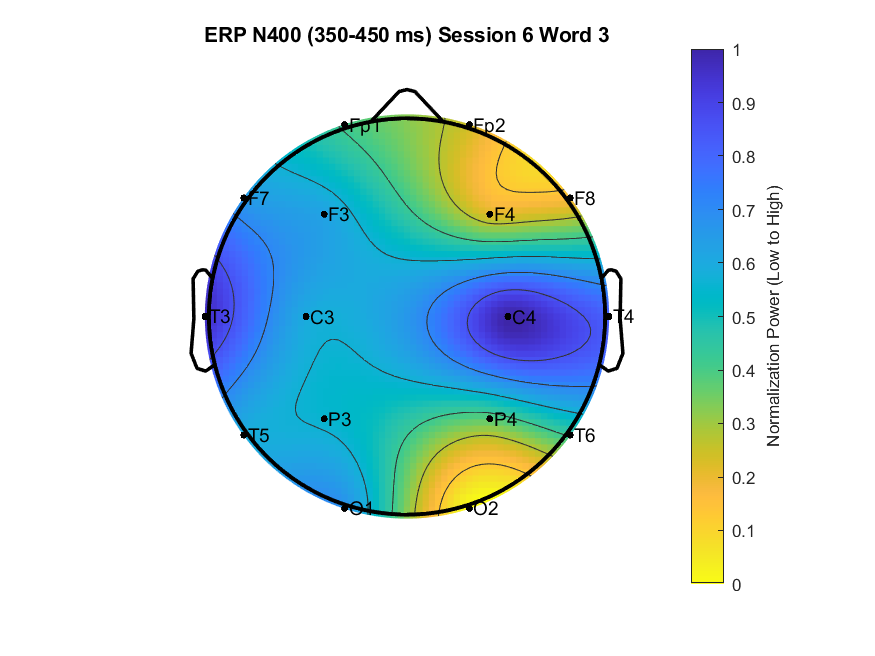 ERP N400 (350-450 ms) Session 6 Word 3
Fp1
Fp2
F7
F3
F4
F8
T3
C3
C4
T4
P3
P4
T5
T6
O1
O2
1
0.9
0.8
0.7
0.6
0.5
0.4
0.3
0.2
0.1
0
Normalization Power (Low to High)